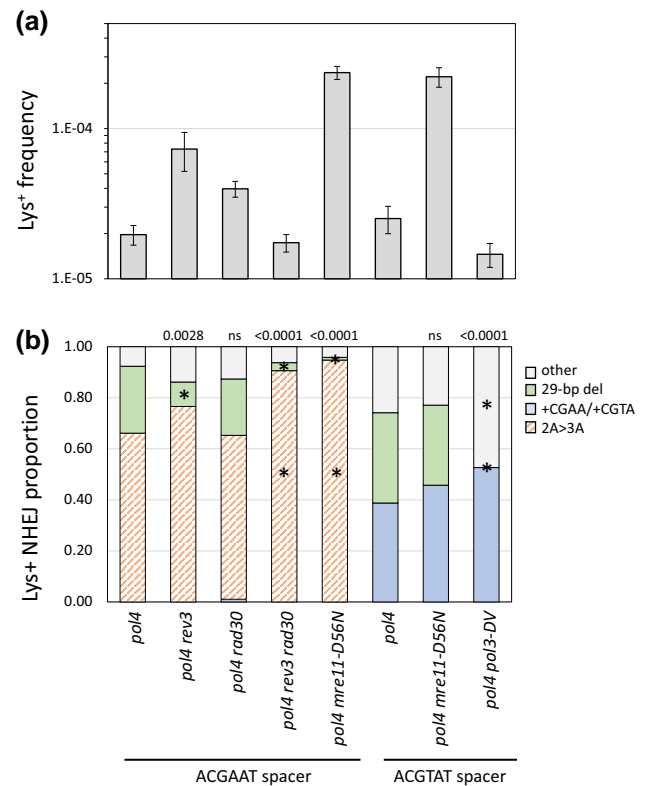 (a)
Lys+ frequency
1.E-04
1.E-05
(b)
0.0028 ns <0.0001 <0.0001 ns <0.0001
Lys+ NHEJ proportion
1.00
0.80
0.60
0.40
0.20
0.00
* * * * * * *
other
29-bp del
+CGAA/+CGTA
2A>3A
pol4
pol4 rev3
pol4 rad30
pol4 rev3 rad30
pol4 mre11-D56N
pol4
pol4 mre11-D56N
pol4 pol3-DV
ACGAAT spacer
ACGTAT spacer